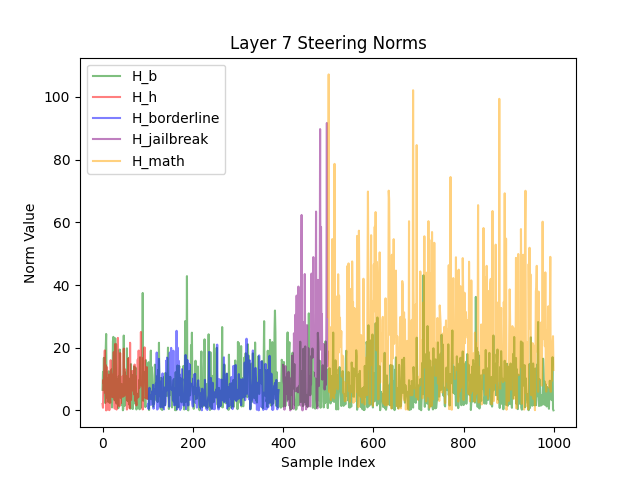 Layer 7 Steering Norms
H_b
H_h
H_borderline
H_jailbreak
H_math
Norm Value
100
80
60
40
20
0
0 200 400 600 800 1000
Sample Index